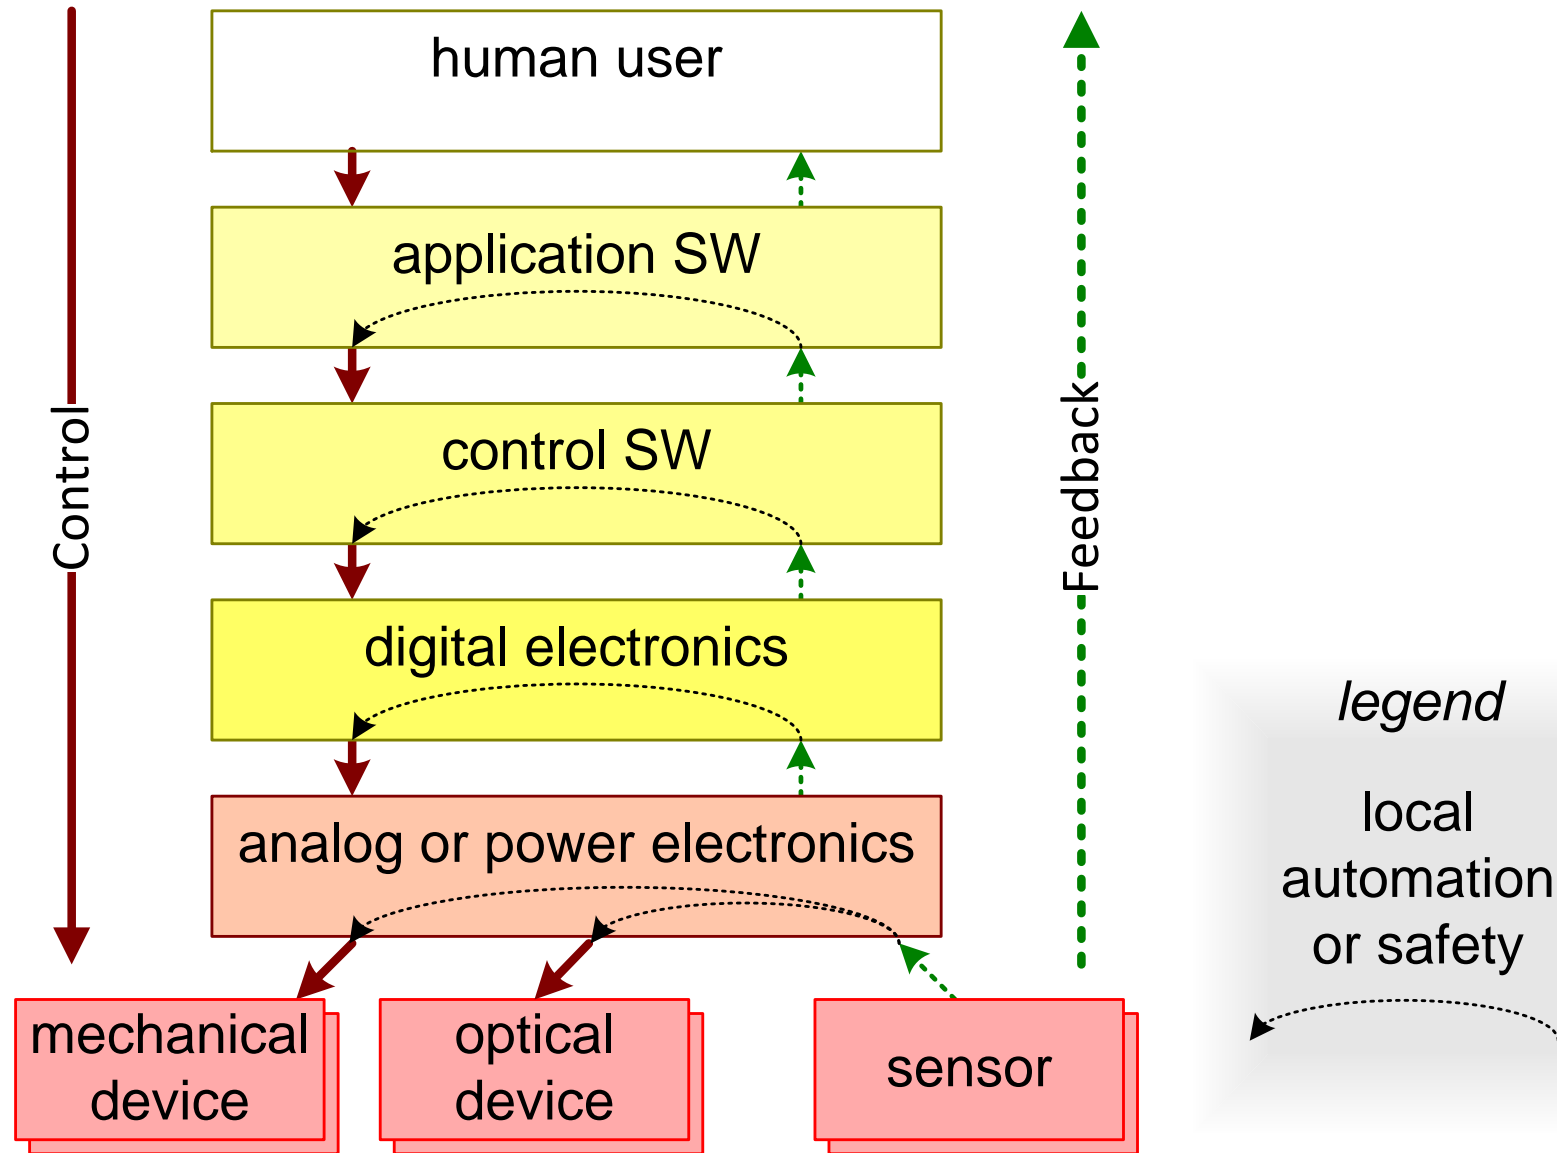 human user
application SW
control SW
digital electronics
analog or power electronics
mechanical
device
optical
device
sensor
Control
Feedback
legend
local
automation
or safety